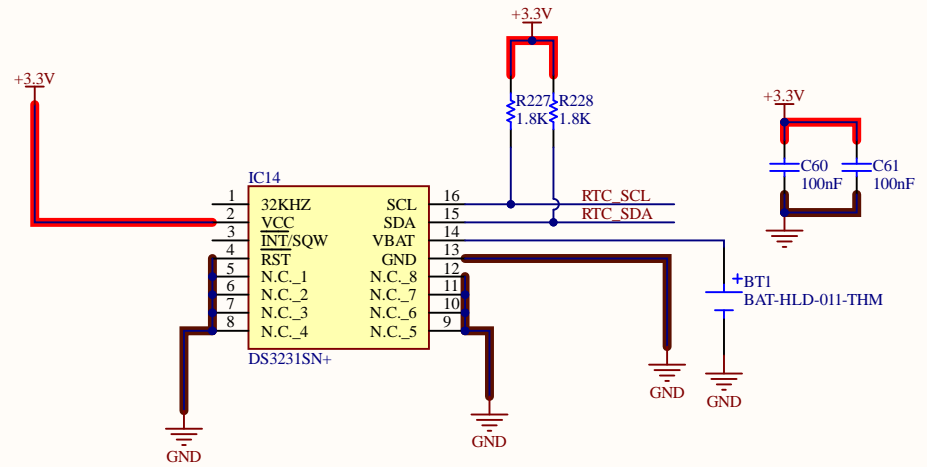 +3.3V
+3.3V
R227 R228
1.8K 1.8K
+3.3V
C60 C61
100nF 100nF
IC14
1 32KHZ SCL 16 RTC_SCL
2 VCC SDA 15 RTC_SDA
3 INT/SQW VBAT 14
4 RST GND 13
5 N.C._1 N.C._8 12
6 N.C._2 N.C._7 11
7 N.C._3 N.C._6 10
8 N.C._4 N.C._5 9
DS3231SN+
+
BT1
BAT-HLD-011-THM
GND
GND
GND
GND